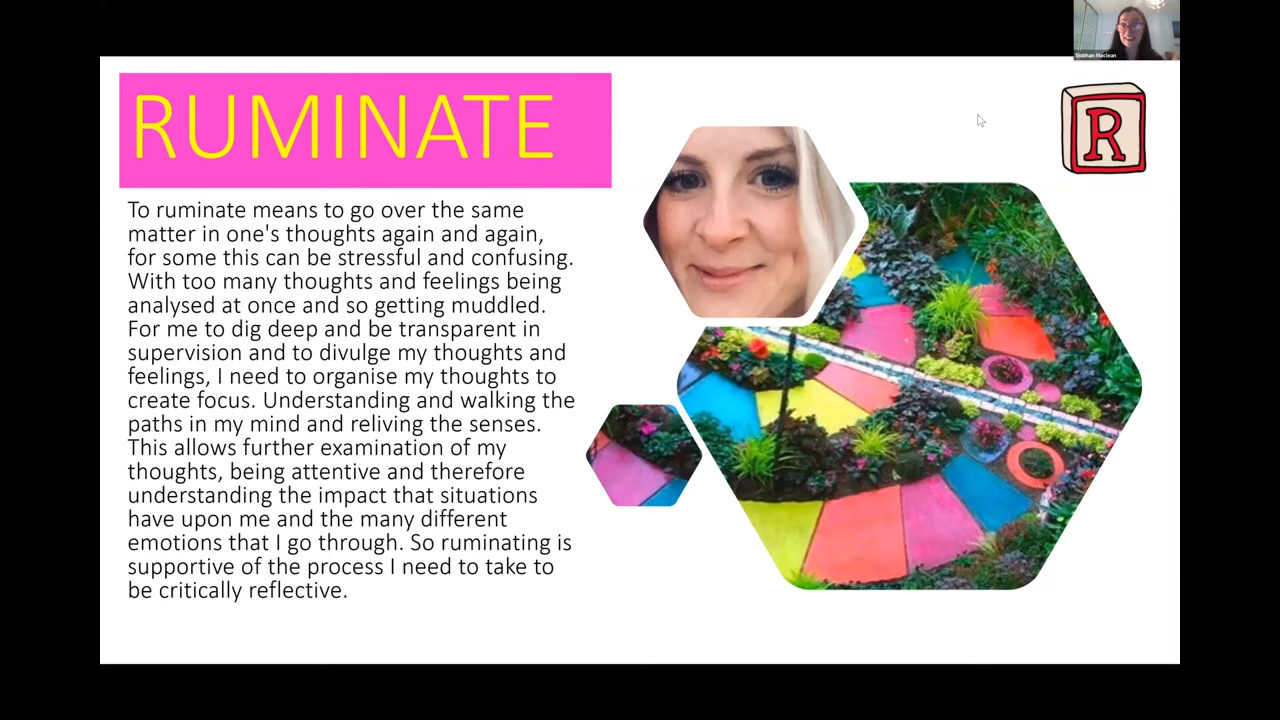 Siobhan Maclean
RUMINATE
R
To ruminate means to go over the same
matter in one's thoughts again and again,
for some this can be stressful and confusing.
With too many thoughts and feelings being
analysed at once and so getting muddled.
For me to dig deep and be transparent in
supervision and to divulge my thoughts and
feelings, I need to organise my thoughts to
create focus. Understanding and walking the
paths in my mind and reliving the senses.
This allows further examination of my
thoughts, being attentive and therefore
understanding the impact that situations
have upon me and the many different
emotions that I go through. So ruminating is
supportive of the process I need to take to
be critically reflective.